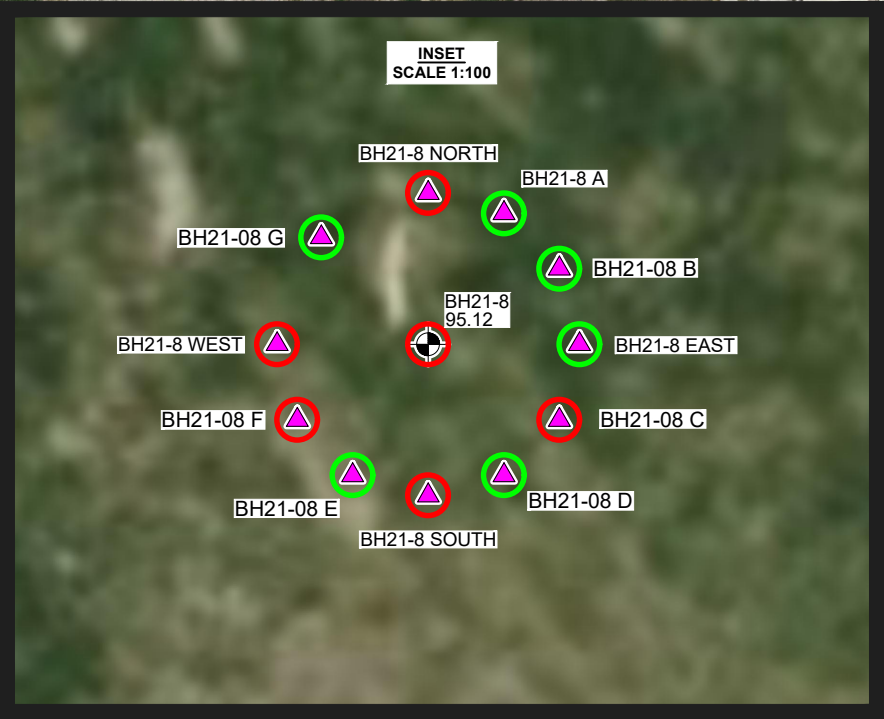 INSET
SCALE 1:100
BH21-8 NORTH
BH21-8 A
BH21-08 G
BH21-08 B
BH21-8
95.12
BH21-8 WEST
BH21-8 EAST
BH21-08 F
BH21-08 C
BH21-08 E
BH21-08 D
BH21-8 SOUTH